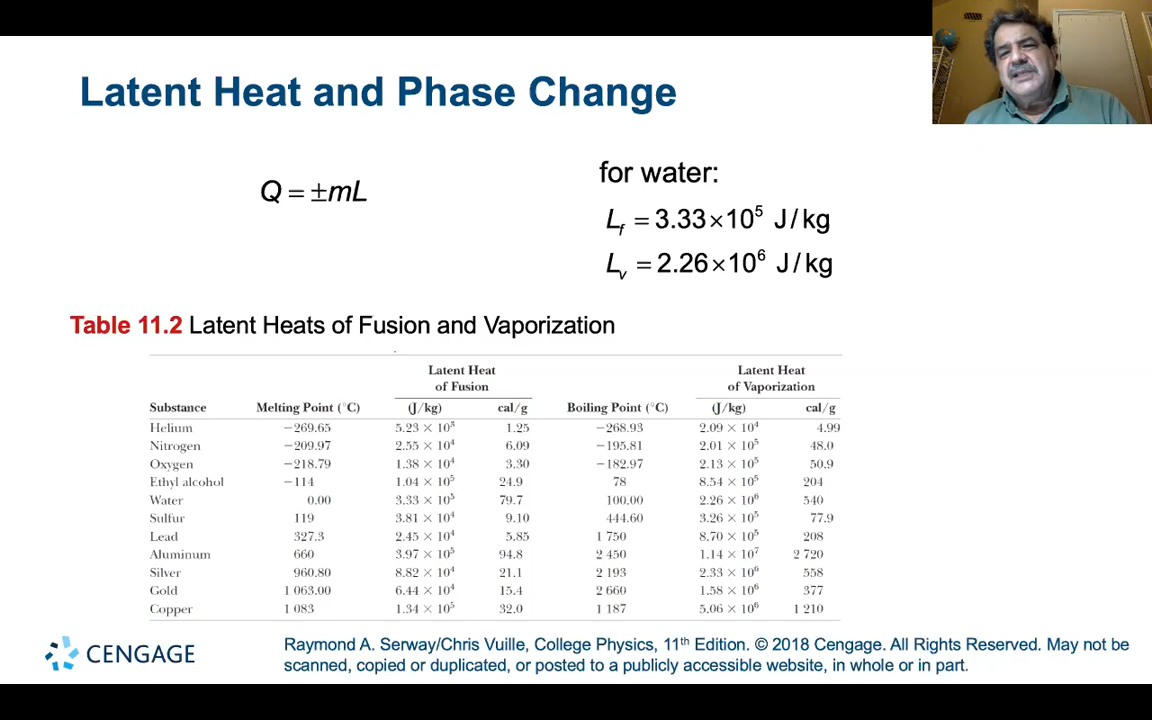 Latent Heat and Phase Change
Q = ±mL
for water:
L_f = 3.33×10⁵ J/kg
L_v = 2.26×10⁶ J/kg
Table 11.2 Latent Heats of Fusion and Vaporization
Latent Heat of Fusion Latent Heat of Vaporization
Substance Melting Point (°C) (J/kg) cal/g Boiling Point (°C) (J/kg) cal/g
Helium −269.65 5.23 × 10³ 1.25 −268.93 2.09 × 10⁴ 4.99
Nitrogen −209.97 2.55 × 10⁴ 6.09 −195.81 2.01 × 10⁵ 48.0
Oxygen −218.79 1.38 × 10⁴ 3.30 −182.97 2.13 × 10⁵ 50.9
Ethyl alcohol −114 1.04 × 10⁵ 24.9 78 8.54 × 10⁵ 204
Water 0.00 3.33 × 10⁵ 79.7 100.00 2.26 × 10⁶ 540
Sulfur 119 3.81 × 10⁴ 9.10 444.60 3.26 × 10⁵ 77.9
Lead 327.3 2.45 × 10⁴ 5.85 1 750 8.70 × 10⁵ 208
Aluminum 660 3.97 × 10⁵ 94.8 2 450 1.14 × 10⁷ 2 720
Silver 960.80 8.82 × 10⁴ 21.1 2 193 2.33 × 10⁶ 558
Gold 1 063.00 6.44 × 10⁴ 15.4 2 660 1.58 × 10⁶ 377
Copper 1 083 1.34 × 10⁵ 32.0 1 187 5.06 × 10⁶ 1 210
CENGAGE
Raymond A. Serway/Chris Vuille, College Physics, 11th Edition. © 2018 Cengage. All Rights Reserved. May not be
scanned, copied or duplicated, or posted to a publicly accessible website, in whole or in part.